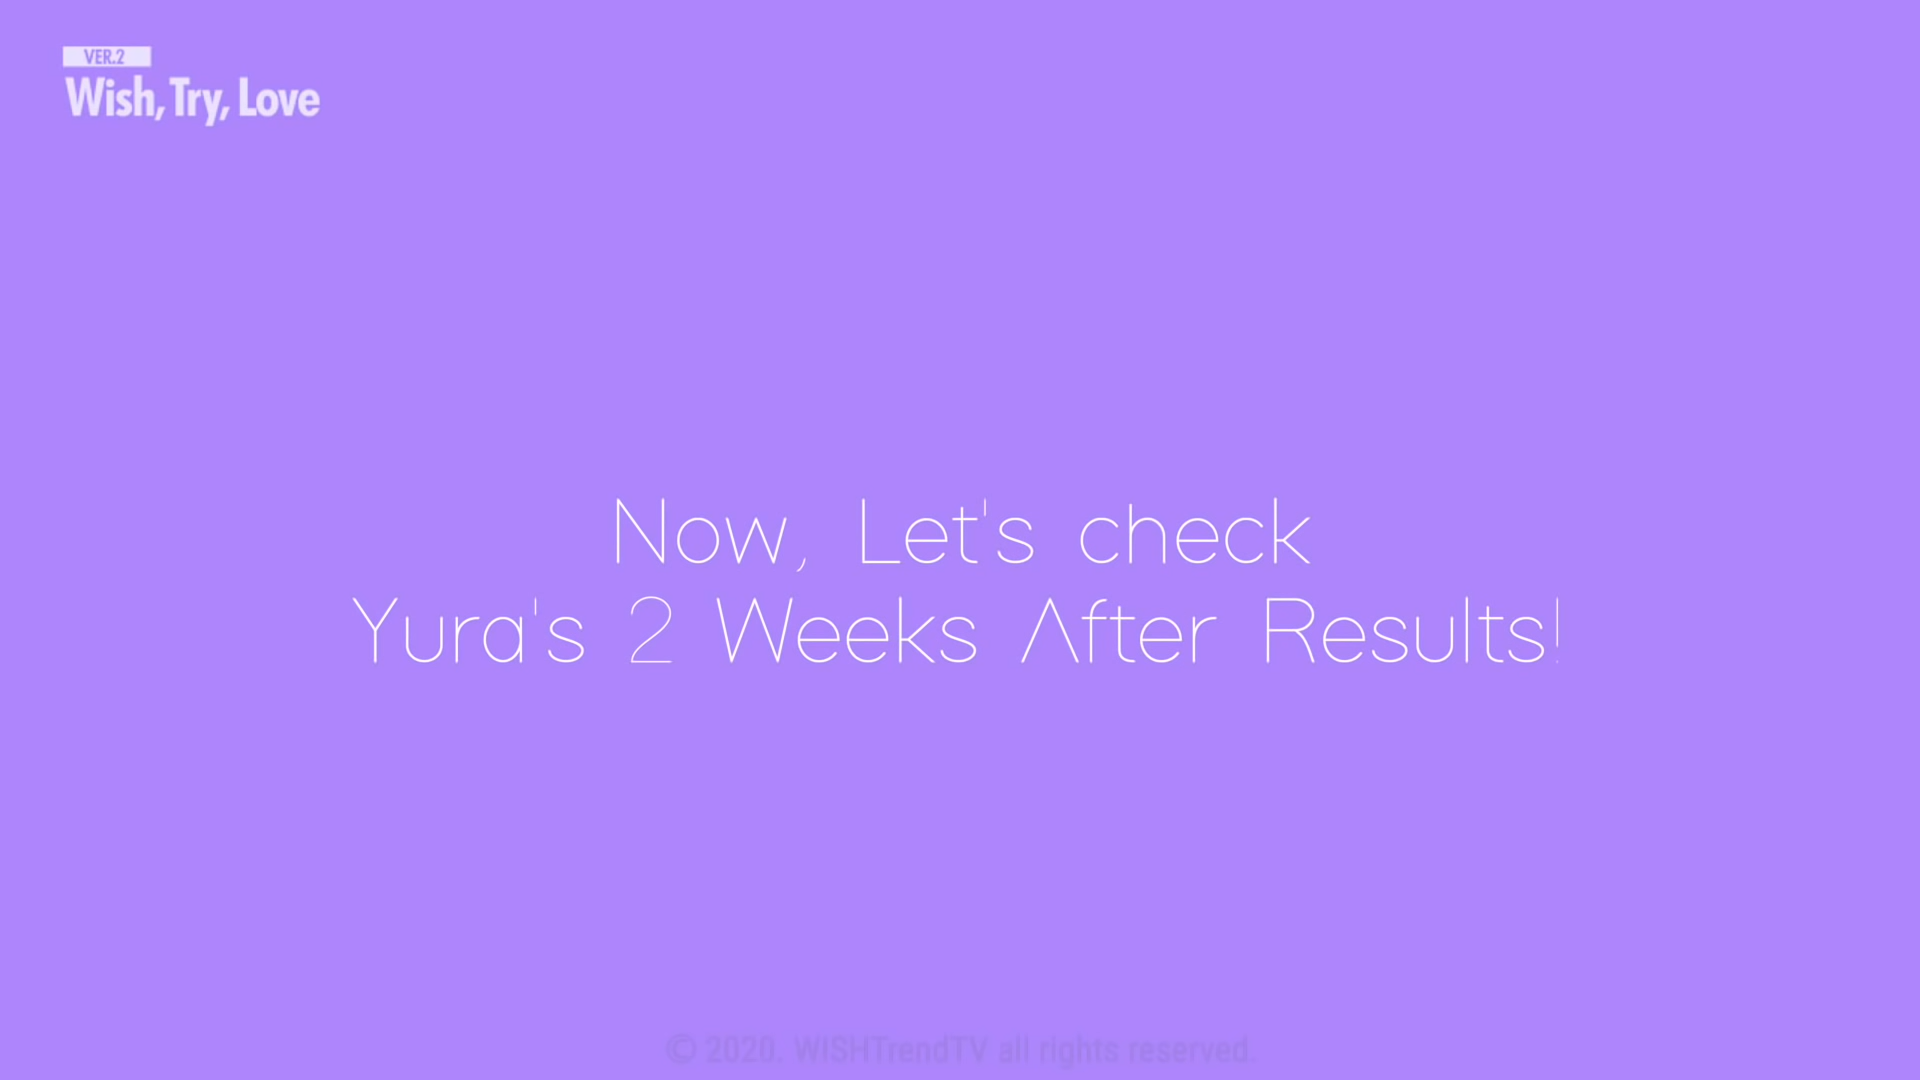 VER.2
Wish, Try, Love
Now, Let's check
Yura's 2 Weeks After Results!
© 2020. WISHTrendTV all rights reserved.